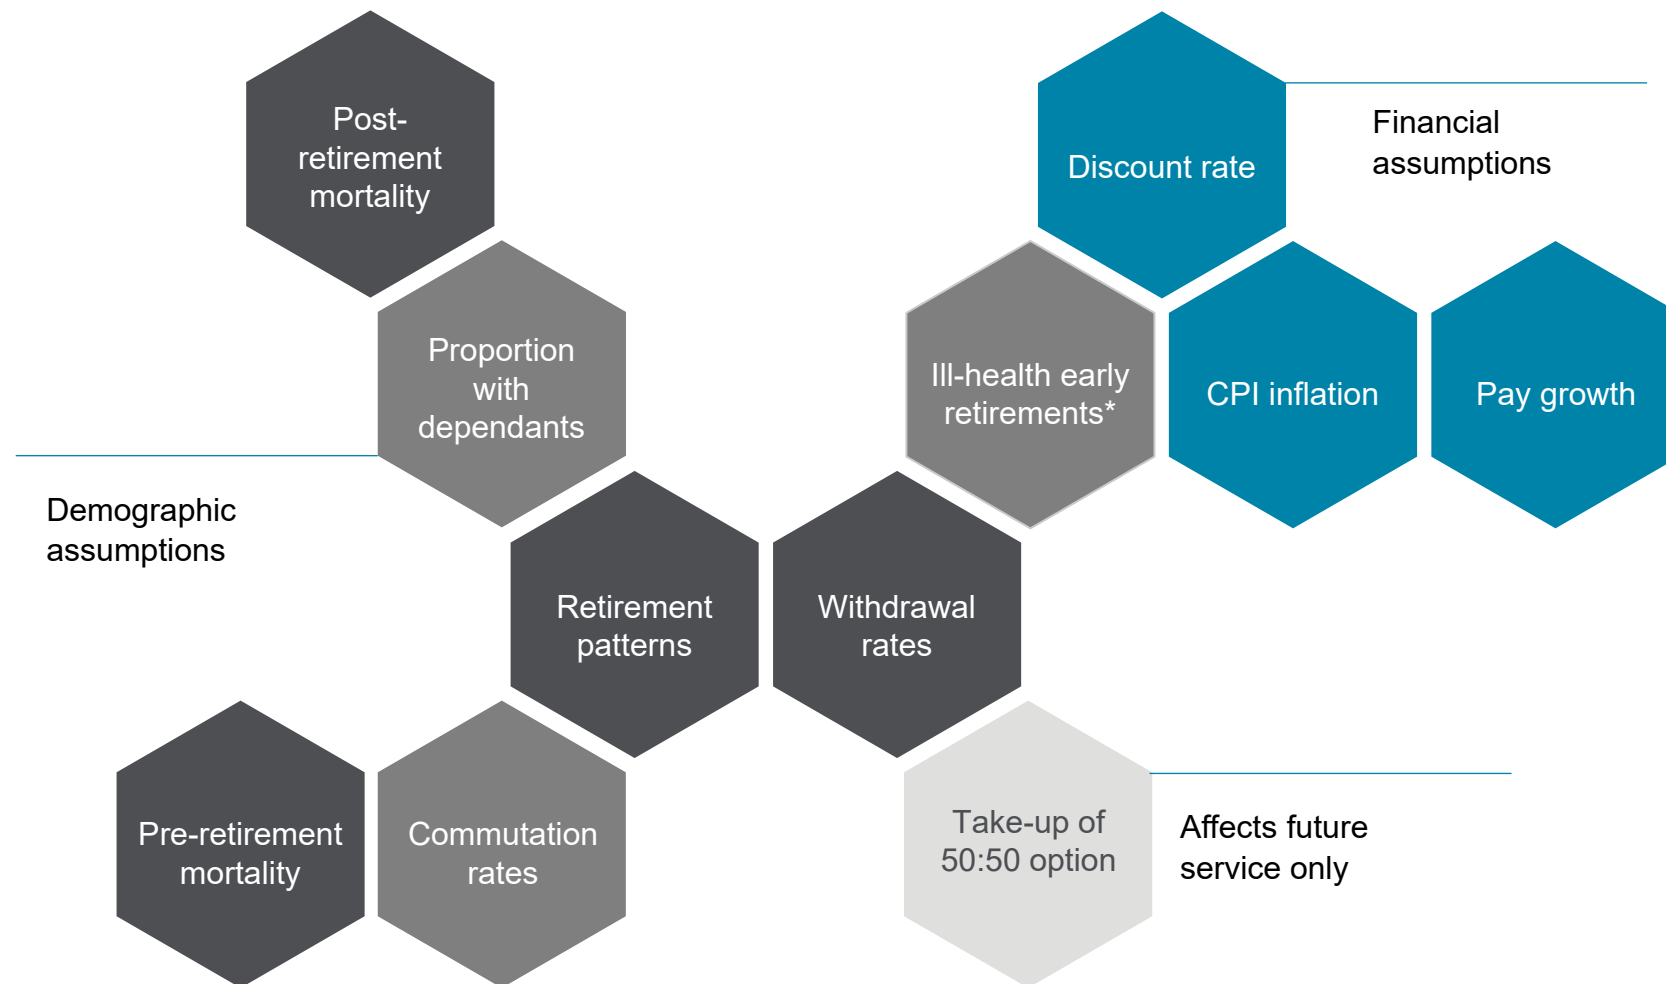 Post-
retirement
mortality
Discount rate
Financial
assumptions
Proportion
with
dependants
Ill-health early
retirements*
CPI inflation
Pay growth
Demographic
assumptions
Retirement
patterns
Withdrawal
rates
Pre-retirement
mortality
Commutation
rates
Take-up of
50:50 option
Affects future
service only